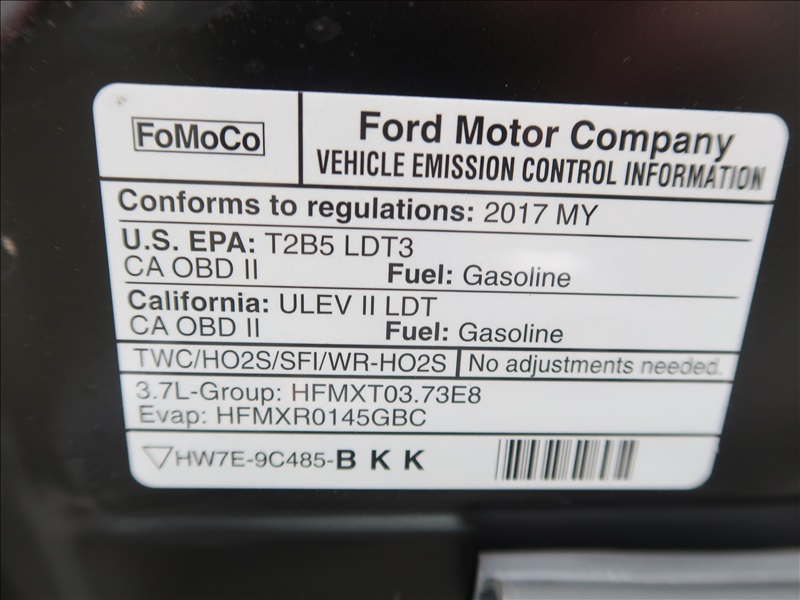 FoMoCo
Ford Motor Company
VEHICLE EMISSION CONTROL INFORMATION
Conforms to regulations: 2017 MY
U.S. EPA: T2B5 LDT3
CA OBD II Fuel: Gasoline
California: ULEV II LDT
CA OBD II Fuel: Gasoline
TWC/HO2S/SFI/WR-HO2S No adjustments needed.
3.7L-Group: HFMXT03.73E8
Evap: HFMXR0145GBC
HW7E-9C485-B K K